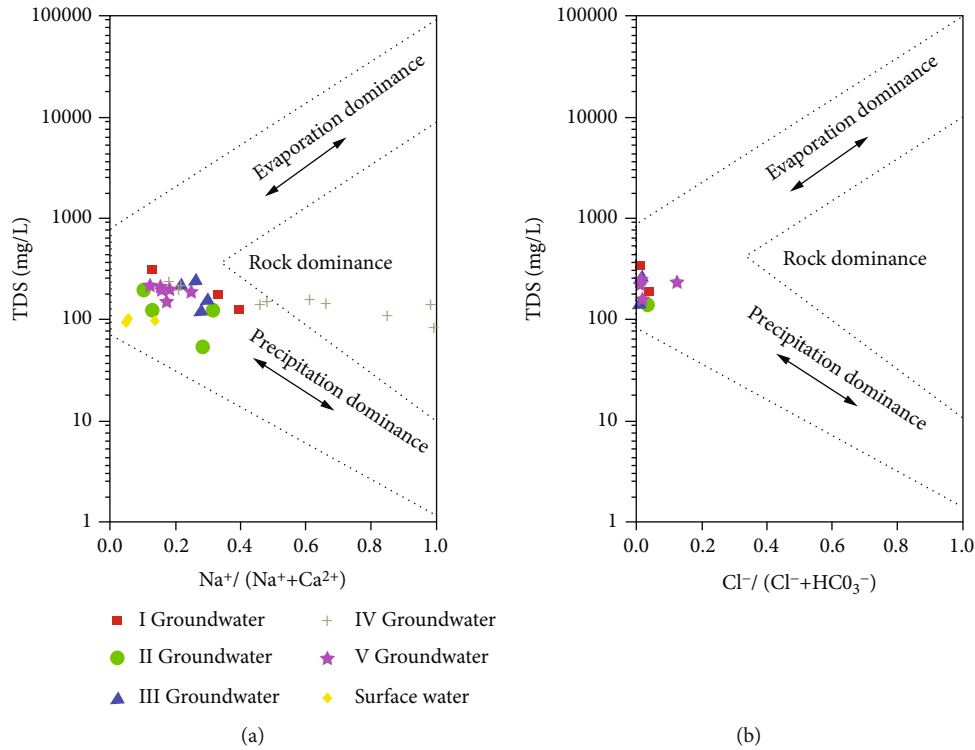 100000
10000
1000
100
10
1
TDS (mg/L)
Evaporation dominance
Rock dominance
Precipitation dominance
0.0 0.2 0.4 0.6 0.8 1.0
Na⁺/ (Na⁺+Ca²⁺)
100000
10000
1000
100
10
1
TDS (mg/L)
Evaporation dominance
Rock dominance
Precipitation dominance
0.0 0.2 0.4 0.6 0.8 1.0
Cl⁻/ (Cl⁻+HC0₃⁻)
I Groundwater
II Groundwater
III Groundwater
IV Groundwater
V Groundwater
Surface water
(a)
(b)